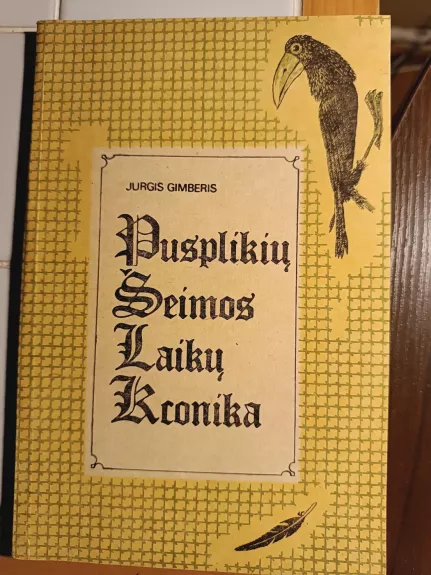 JURGIS GIMBERIS
Pusplikių
Šeimos
Laikų
Kronika